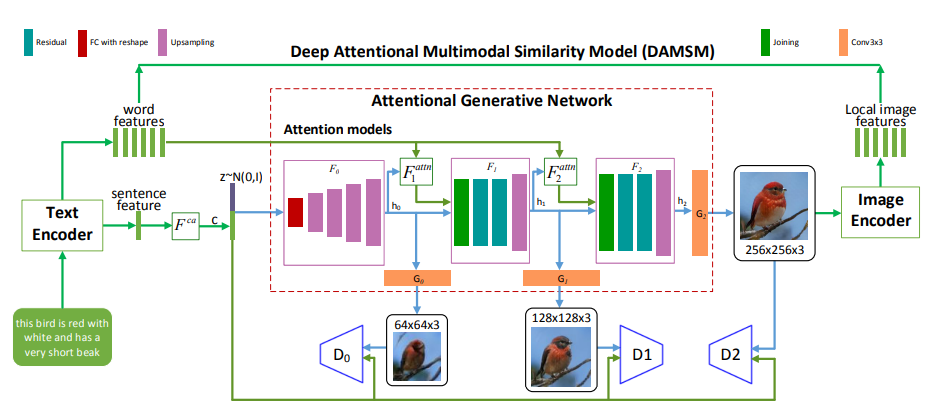 Residual
FC with reshape
Upsampling
Joining
Conv3x3
Deep Attentional Multimodal Similarity Model (DAMSM)
word
features
Local image
features
Attentional Generative Network
Attention models
z~N(0,I)
F₀
F₁ᵃᵗᵗⁿ
F₁
F₂ᵃᵗᵗⁿ
F₂
sentence
feature
Text
Encoder
Fᶜᵃ
c
h₀
h₁
h₂
G₂
256x256x3
Image
Encoder
G₀
G₁
this bird is red with
white and has a
very short beak
64x64x3
128x128x3
D₀
D1
D2